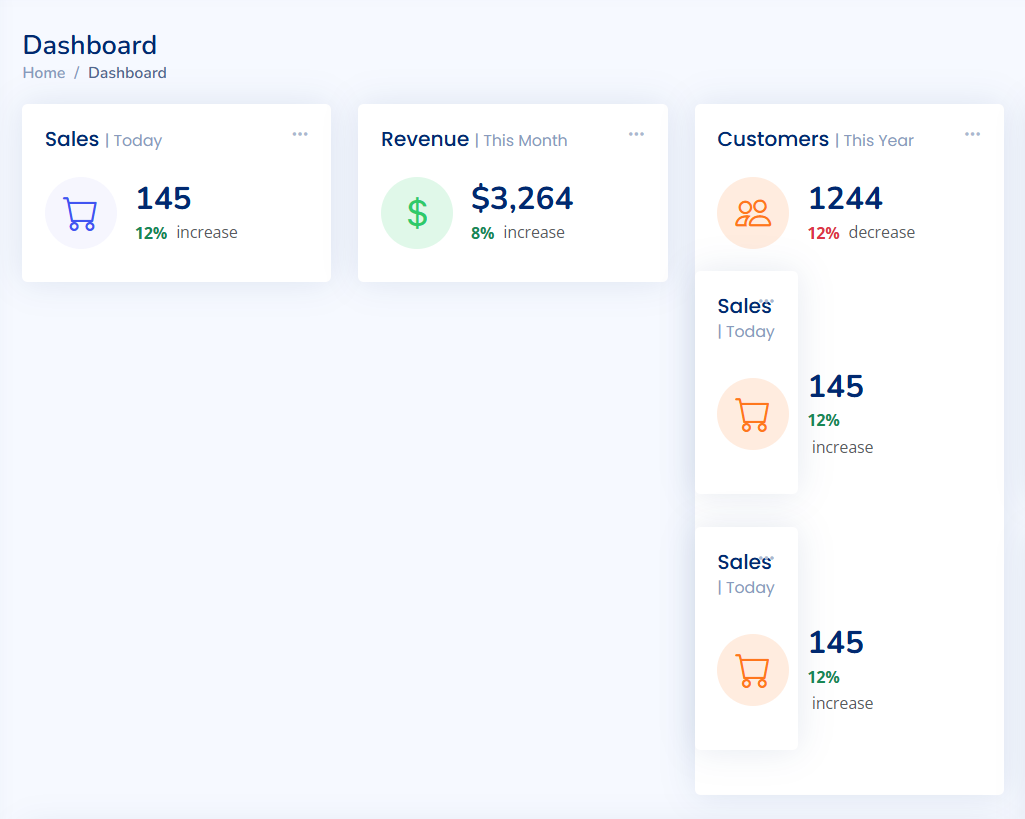 Dashboard
Home / Dashboard
Sales | Today
145
12% increase
Revenue | This Month
$3,264
8% increase
Customers | This Year
1244
12% decrease
Sales
| Today
145
12%
increase
Sales
| Today
145
12%
increase